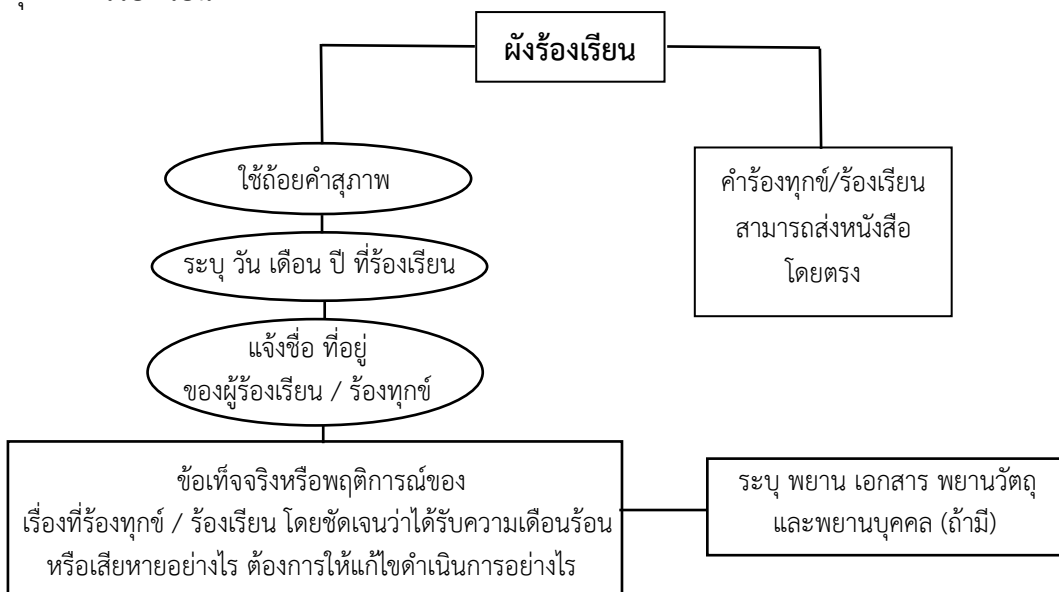 ผังร้องเรียน
ใช้ถ้อยคำสุภาพ
ระบุ วัน เดือน ปี ที่ร้องเรียน
แจ้งชื่อ ที่อยู่
ของผู้ร้องเรียน / ร้องทุกข์
ข้อเท็จจริงหรือพฤติการณ์ของ
เรื่องที่ร้องทุกข์ / ร้องเรียน โดยชัดเจนว่าได้รับความเดือนร้อน
หรือเสียหายอย่างไร ต้องการให้แก้ไขดำเนินการอย่างไร
คำร้องทุกข์/ร้องเรียน
สามารถส่งหนังสือ
โดยตรง
ระบุ พยาน เอกสาร พยานวัตถุ
และพยานบุคคล (ถ้ามี)